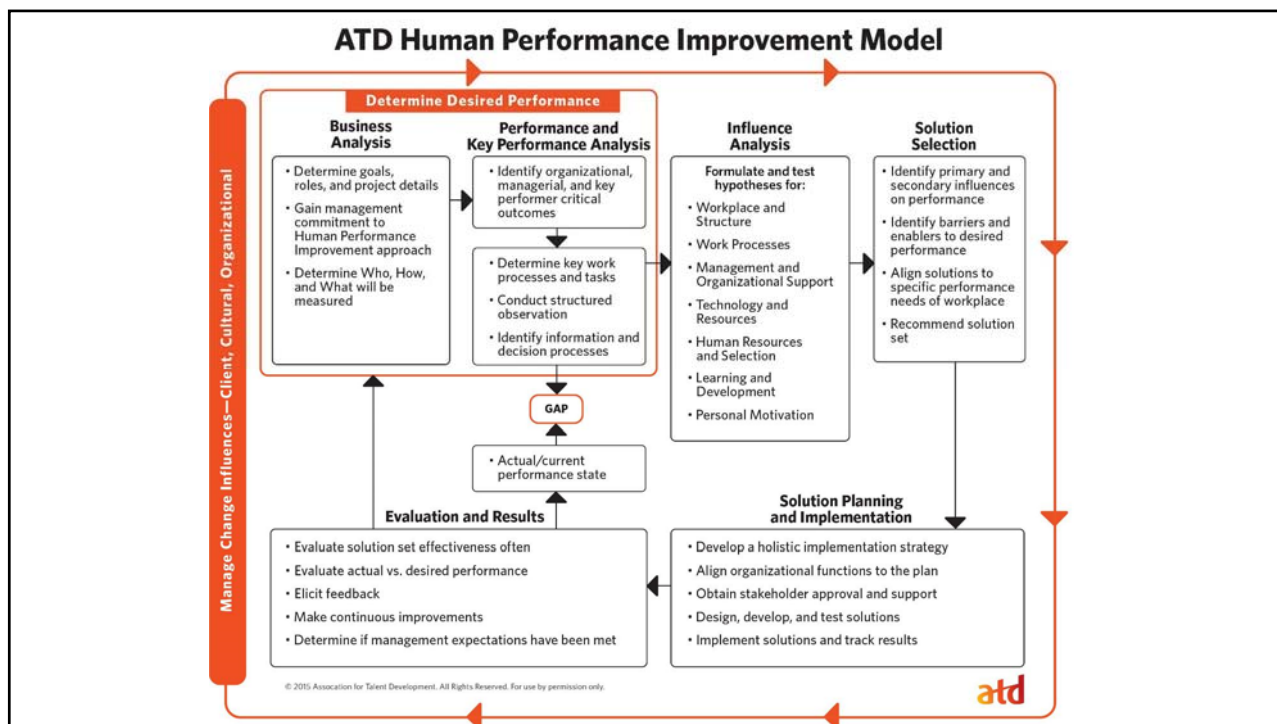 ATD Human Performance Improvement Model
Manage Change Influences—Client, Cultural, Organizational
Determine Desired Performance
Business
Analysis
• Determine goals,
roles, and project details
• Gain management
commitment to
Human Performance
Improvement approach
• Determine Who, How,
and What will be
measured
Performance and
Key Performance Analysis
• Identify organizational,
managerial, and key
performer critical
outcomes
• Determine key work
processes and tasks
• Conduct structured
observation
• Identify information and
decision processes
GAP
• Actual/current
performance state
Influence
Analysis
Formulate and test
hypotheses for:
• Workplace and
Structure
• Work Processes
• Management and
Organizational Support
• Technology and
Resources
• Human Resources
and Selection
• Learning and
Development
• Personal Motivation
Solution
Selection
• Identify primary and
secondary influences
on performance
• Identify barriers and
enablers to desired
performance
• Align solutions to
specific performance
needs of workplace
• Recommend solution
set
Solution Planning
and Implementation
• Develop a holistic implementation strategy
• Align organizational functions to the plan
• Obtain stakeholder approval and support
• Design, develop, and test solutions
• Implement solutions and track results
Evaluation and Results
• Evaluate solution set effectiveness often
• Evaluate actual vs. desired performance
• Elicit feedback
• Make continuous improvements
• Determine if management expectations have been met
© 2015 Assocation for Talent Development. All Rights Reserved. For use by permission only.
atd